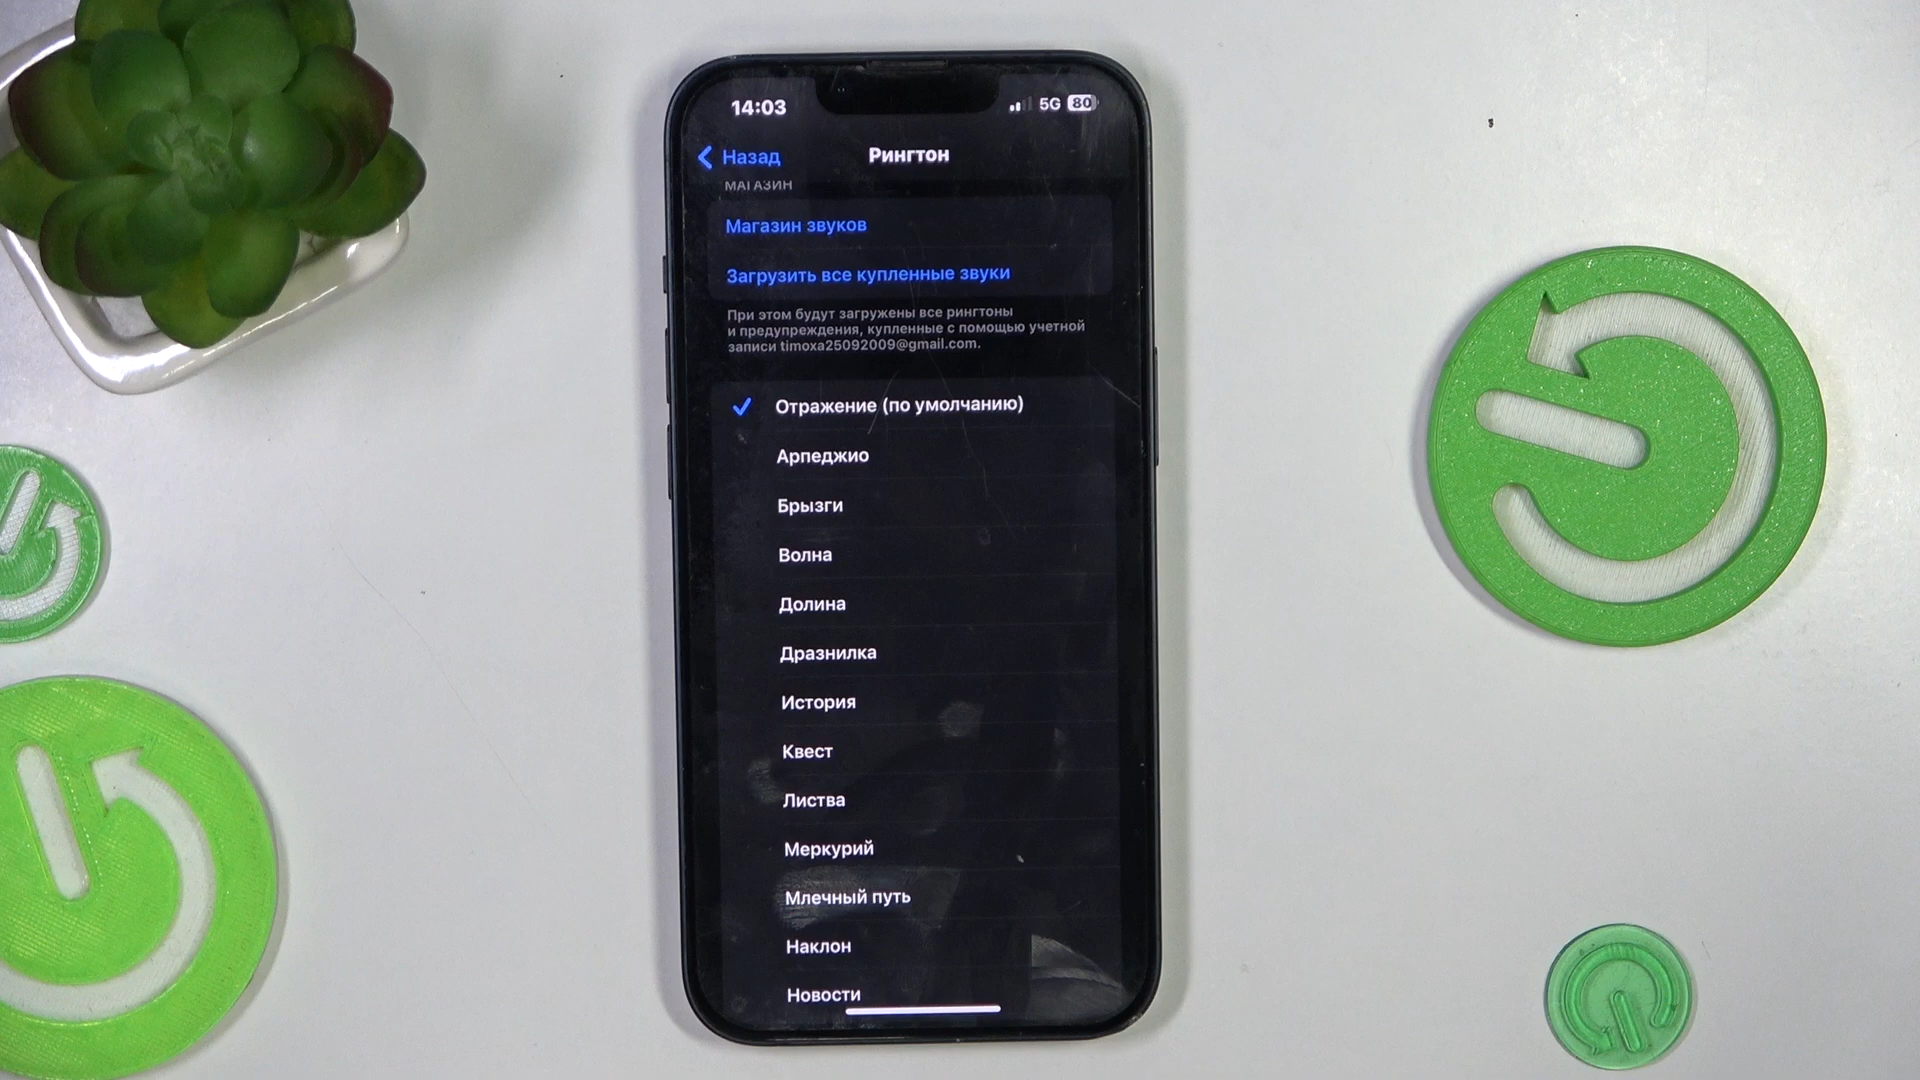 14:03
5G 80
Назад
Рингтон
МАГАЗИН
Магазин звуков
Загрузить все купленные звуки
При этом будут загружены все рингтоны
и предупреждения, купленные с помощью учетной
записи timoxa25092009@gmail.com.
Отражение (по умолчанию)
Арпеджио
Брызги
Волна
Долина
Дразнилка
История
Квест
Листва
Меркурий
Млечный путь
Наклон
Новости